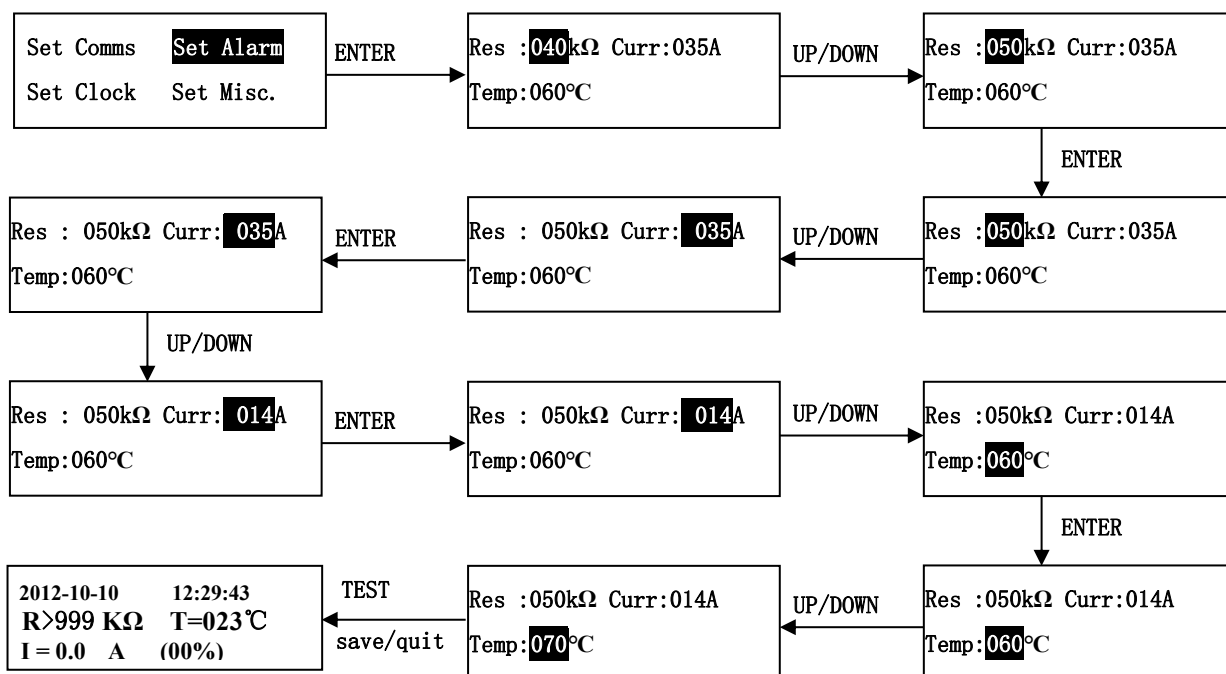 Set Comms Set Alarm
Set Clock Set Misc.
ENTER
Res :040kΩ Curr:035A
Temp:060℃
UP/DOWN
Res :050kΩ Curr:035A
Temp:060℃
ENTER
Res :050kΩ Curr:035A
Temp:060℃
UP/DOWN
Res : 050kΩ Curr: 035A
Temp:060℃
ENTER
Res : 050kΩ Curr: 035A
Temp:060℃
UP/DOWN
Res : 050kΩ Curr: 014A
Temp:060℃
ENTER
Res : 050kΩ Curr: 014A
Temp:060℃
UP/DOWN
Res :050kΩ Curr:014A
Temp:060℃
ENTER
Res :050kΩ Curr:014A
Temp:060℃
UP/DOWN
Res :050kΩ Curr:014A
Temp:070℃
TEST
save/quit
2012-10-10 12:29:43
R>999 KΩ T=023℃
I = 0.0 A (00%)